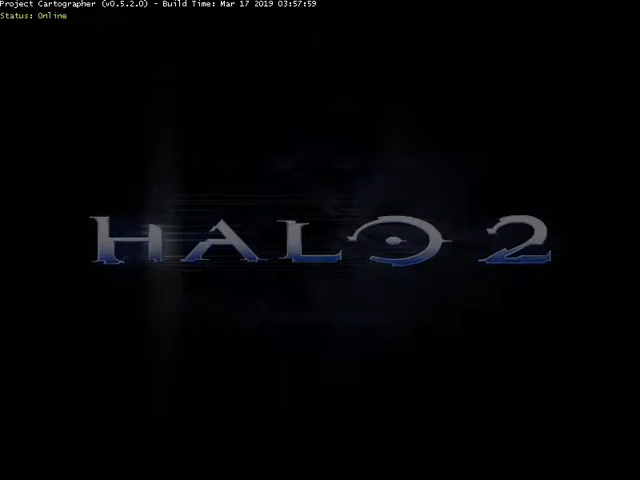 Project Cartographer (v0.5.2.0) - Build Time: Mar 17 2019 03:57:59
Status: Online
HALO 2